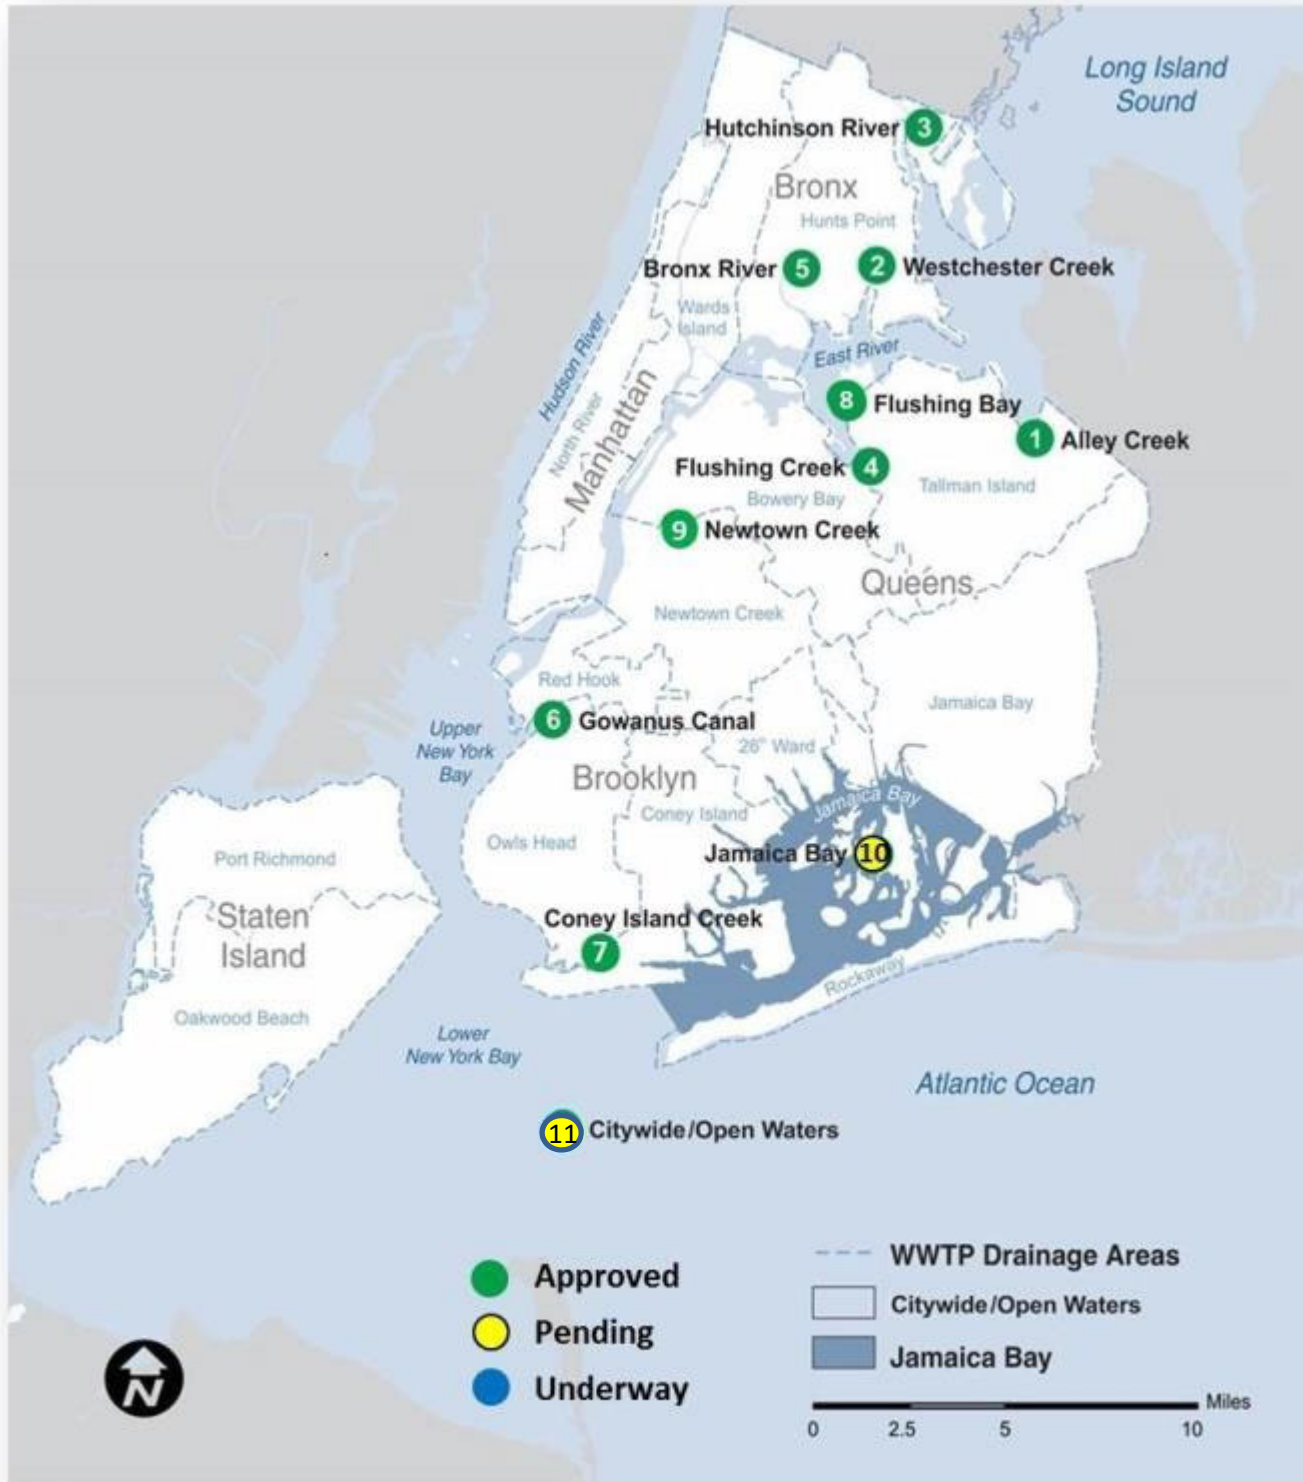 Long Island
Sound
Hutchinson River 3
Bronx
Hunts Point
Bronx River 5
2 Westchester Creek
Wards
Island
East River
Hudson River
North River
Manhattan
8 Flushing Bay
1 Alley Creek
Flushing Creek 4
Tallman Island
Bowery Bay
9 Newtown Creek
Queens
Newtown Creek
Red Hook
Jamaica Bay
6 Gowanus Canal
Upper
New York
Bay
26" Ward
Brooklyn
Coney Island
Jamaica Bay
Owls Head
Jamaica Bay 10
Port Richmond
Staten
Island
Coney Island Creek
7
Rockaway
Oakwood Beach
Lower
New York Bay
Atlantic Ocean
11 Citywide/Open Waters
Approved
Pending
Underway
WWTP Drainage Areas
Citywide/Open Waters
Jamaica Bay
Miles
0 2.5 5 10
N